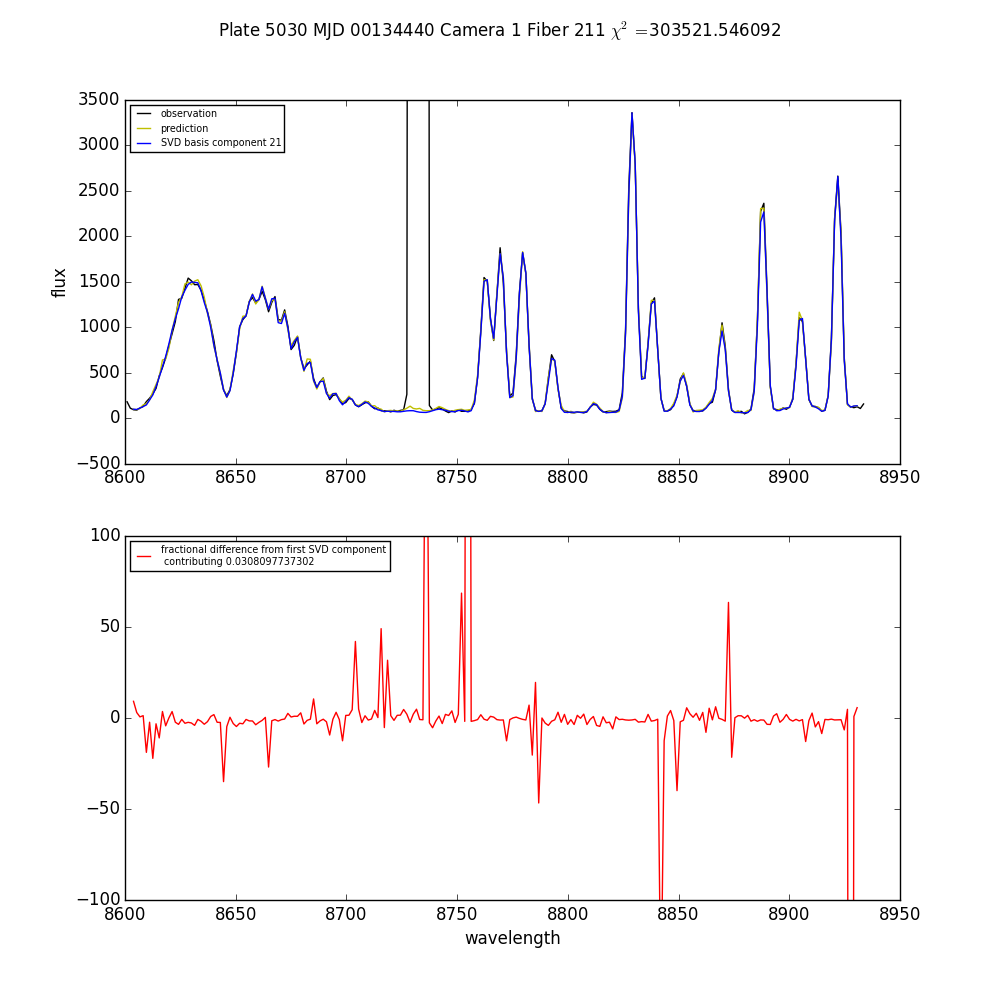 Plate 5030 MJD 00134440 Camera 1 Fiber 211 χ² =303521.546092
3500
3000
2500
2000
1500
1000
500
0
−500
flux
observation
prediction
SVD basis component 21
8600 8650 8700 8750 8800 8850 8900 8950
100
50
0
−50
−100
fractional difference from first SVD component
contributing 0.0308097737302
8600 8650 8700 8750 8800 8850 8900 8950
wavelength